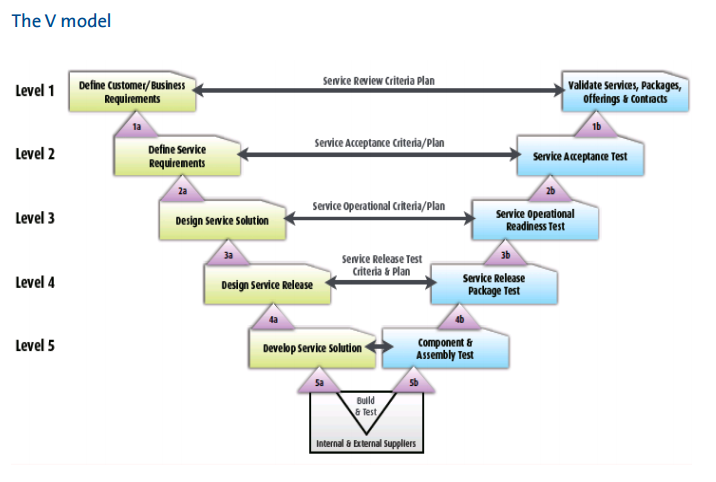 The V model
Level 1
Define Customer/Business
Requirements
Service Review Criteria Plan
Validate Services, Packages,
Offerings & Contracts
1a
1b
Level 2
Define Service
Requirements
Service Acceptance Criteria/Plan
Service Acceptance Test
2a
2b
Level 3
Design Service Solution
Service Operational Criteria/Plan
Service Operational
Readiness Test
3a
3b
Level 4
Design Service Release
Service Release Test
Criteria & Plan
Service Release
Package Test
4a
4b
Level 5
Develop Service Solution
Component &
Assembly Test
5a
5b
Build
& Test
Internal & External Suppliers